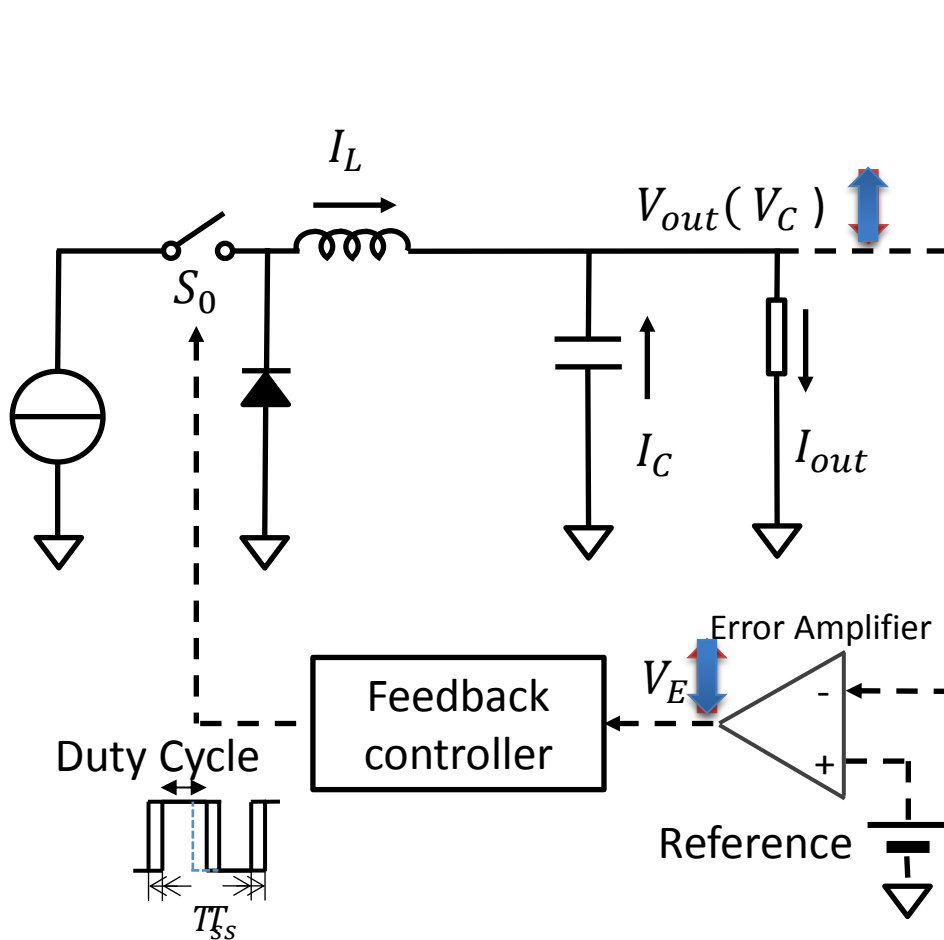 I_L
V_out( V_C )
S_0
I_C
I_out
Error Amplifier
V_E
-
Feedback
controller
+
Duty Cycle
Reference